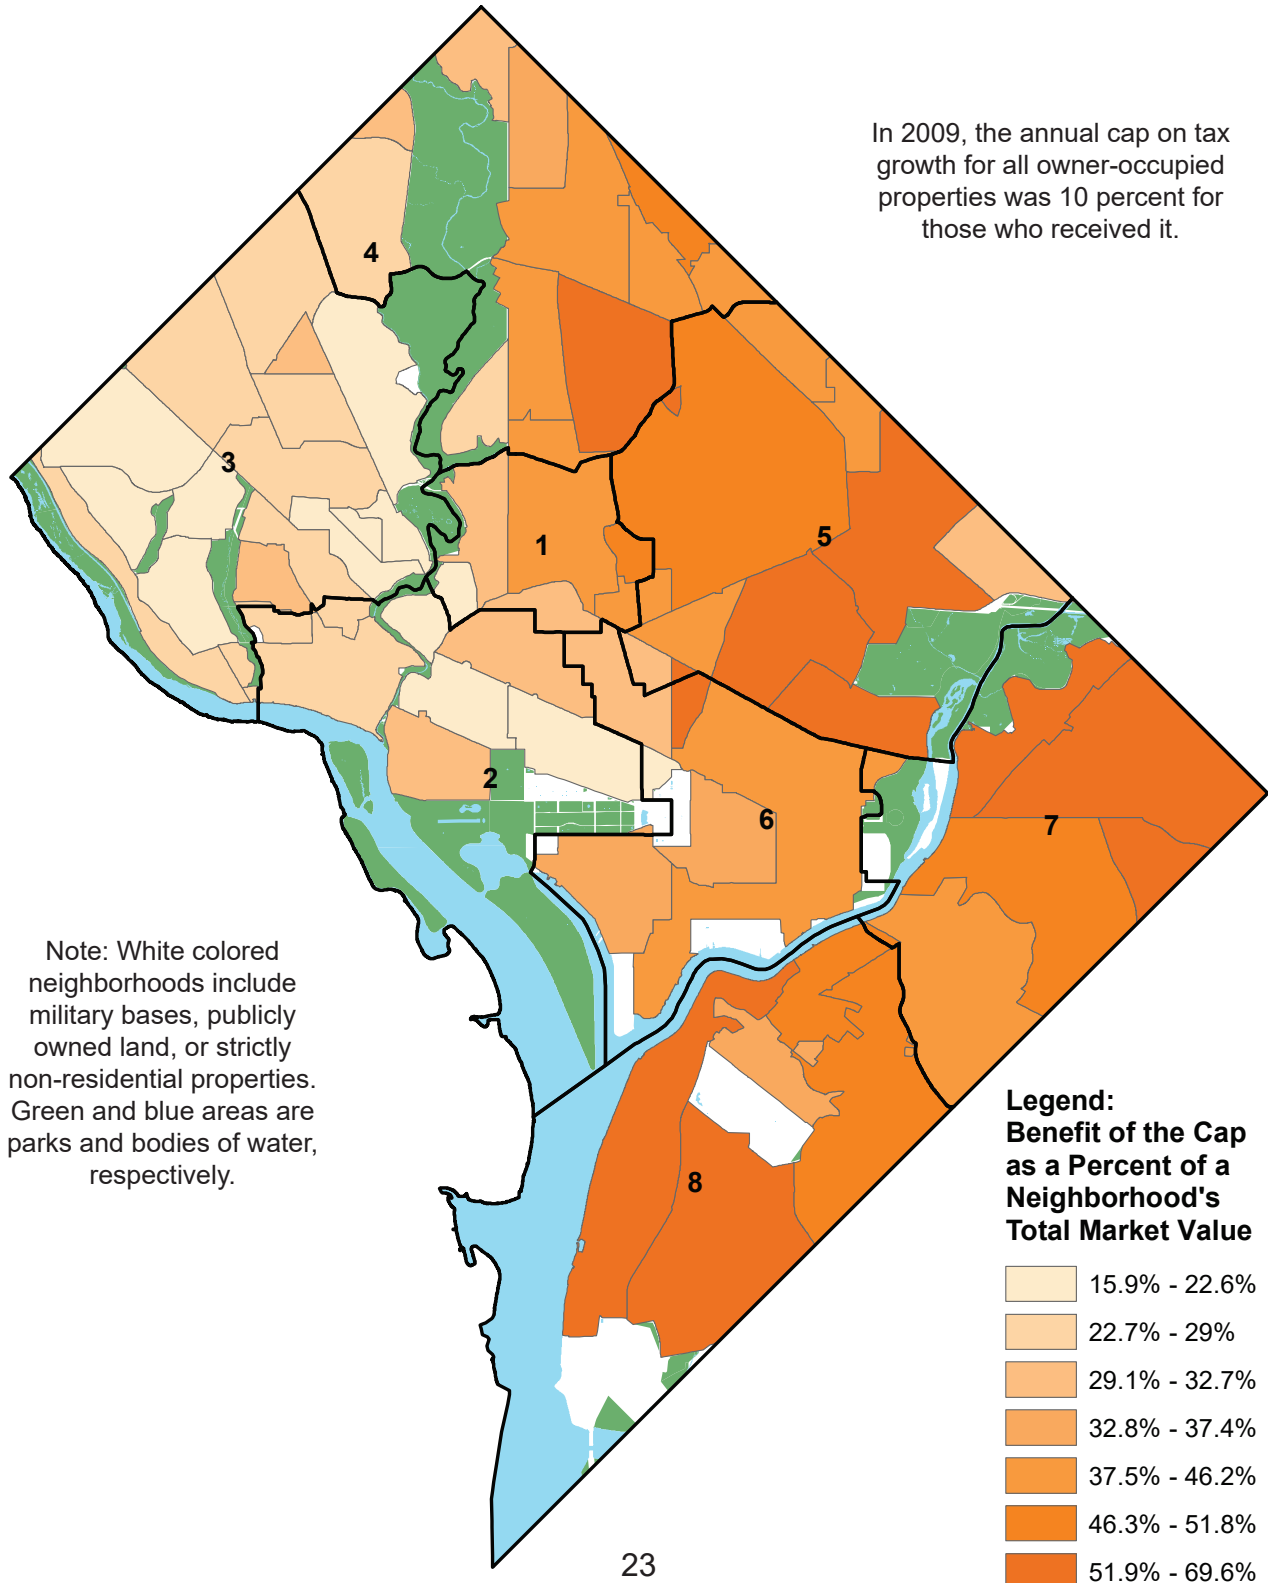 In 2009, the annual cap on tax
growth for all owner-occupied
properties was 10 percent for
those who received it.
4
3
1
5
2
6
7
8
Note: White colored
neighborhoods include
military bases, publicly
owned land, or strictly
non-residential properties.
Green and blue areas are
parks and bodies of water,
respectively.
Legend:
Benefit of the Cap
as a Percent of a
Neighborhood's
Total Market Value
15.9% - 22.6%
22.7% - 29%
29.1% - 32.7%
32.8% - 37.4%
37.5% - 46.2%
46.3% - 51.8%
51.9% - 69.6%
23